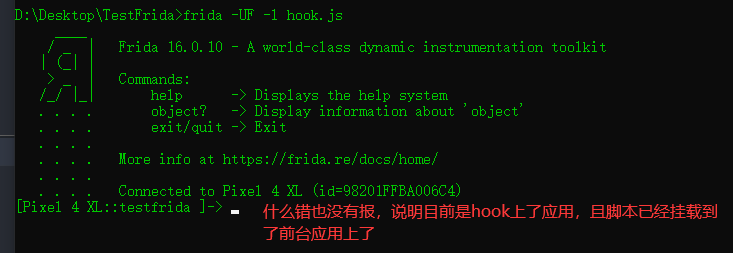 D:\Desktop\TestFrida>frida -UF -l hook.js
____
/ _  |   Frida 16.0.10 - A world-class dynamic instrumentation toolkit
| (_| |
> _  |   Commands:
/_/ |_|       help      -> Displays the help system
. . . .       object?   -> Display information about 'object'
. . . .       exit/quit -> Exit
. . . .
. . . .   More info at https://frida.re/docs/home/
. . . .
. . . .   Connected to Pixel 4 XL (id=98201FFBA006C4)
[Pixel 4 XL::testfrida ]-> 什么错也没有报，说明目前是hook上了应用，且脚本已经挂载到
了前台应用上了